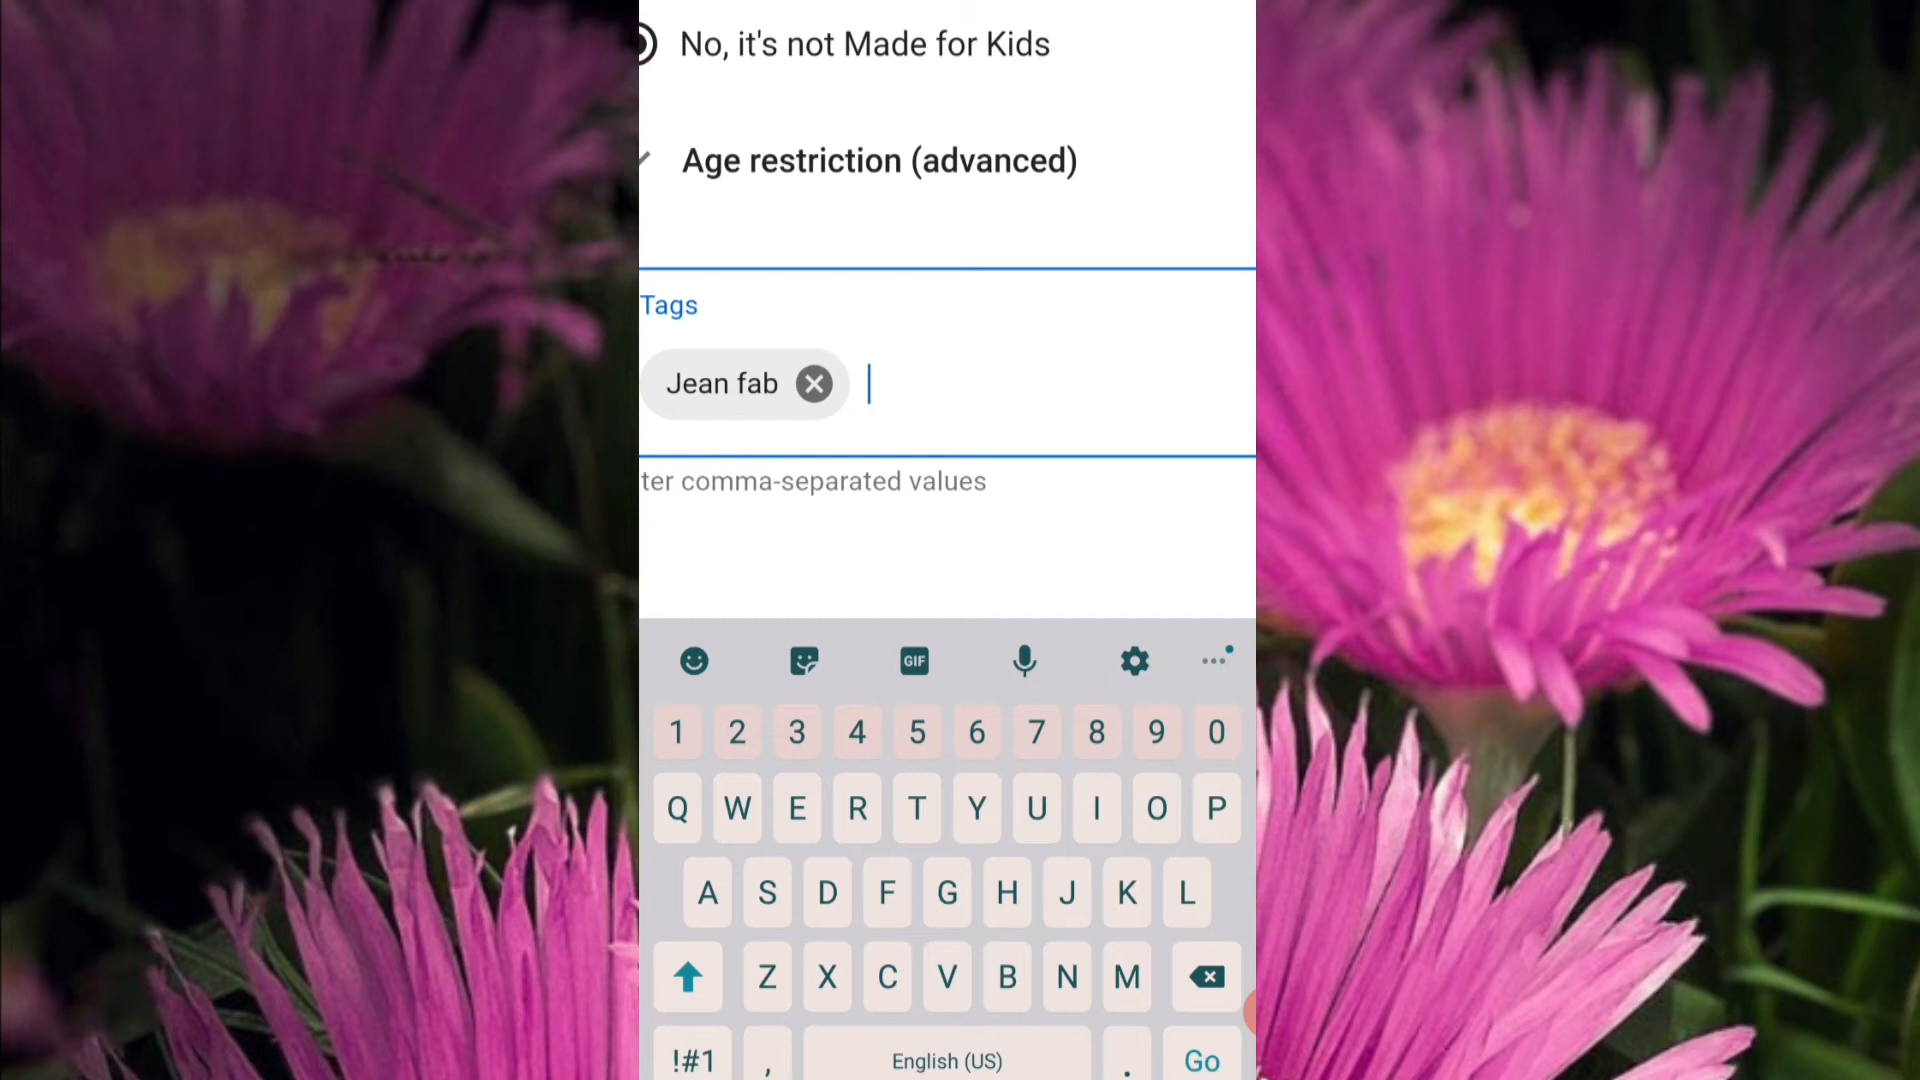 No, it's not Made for Kids
Age restriction (advanced)
Tags
Jean fab
ter comma-separated values
GIF
1 2 3 4 5 6 7 8 9 0
Q W E R T Y U I O P
A S D F G H J K L
Z X C V B N M
!#1 , English (US) . Go